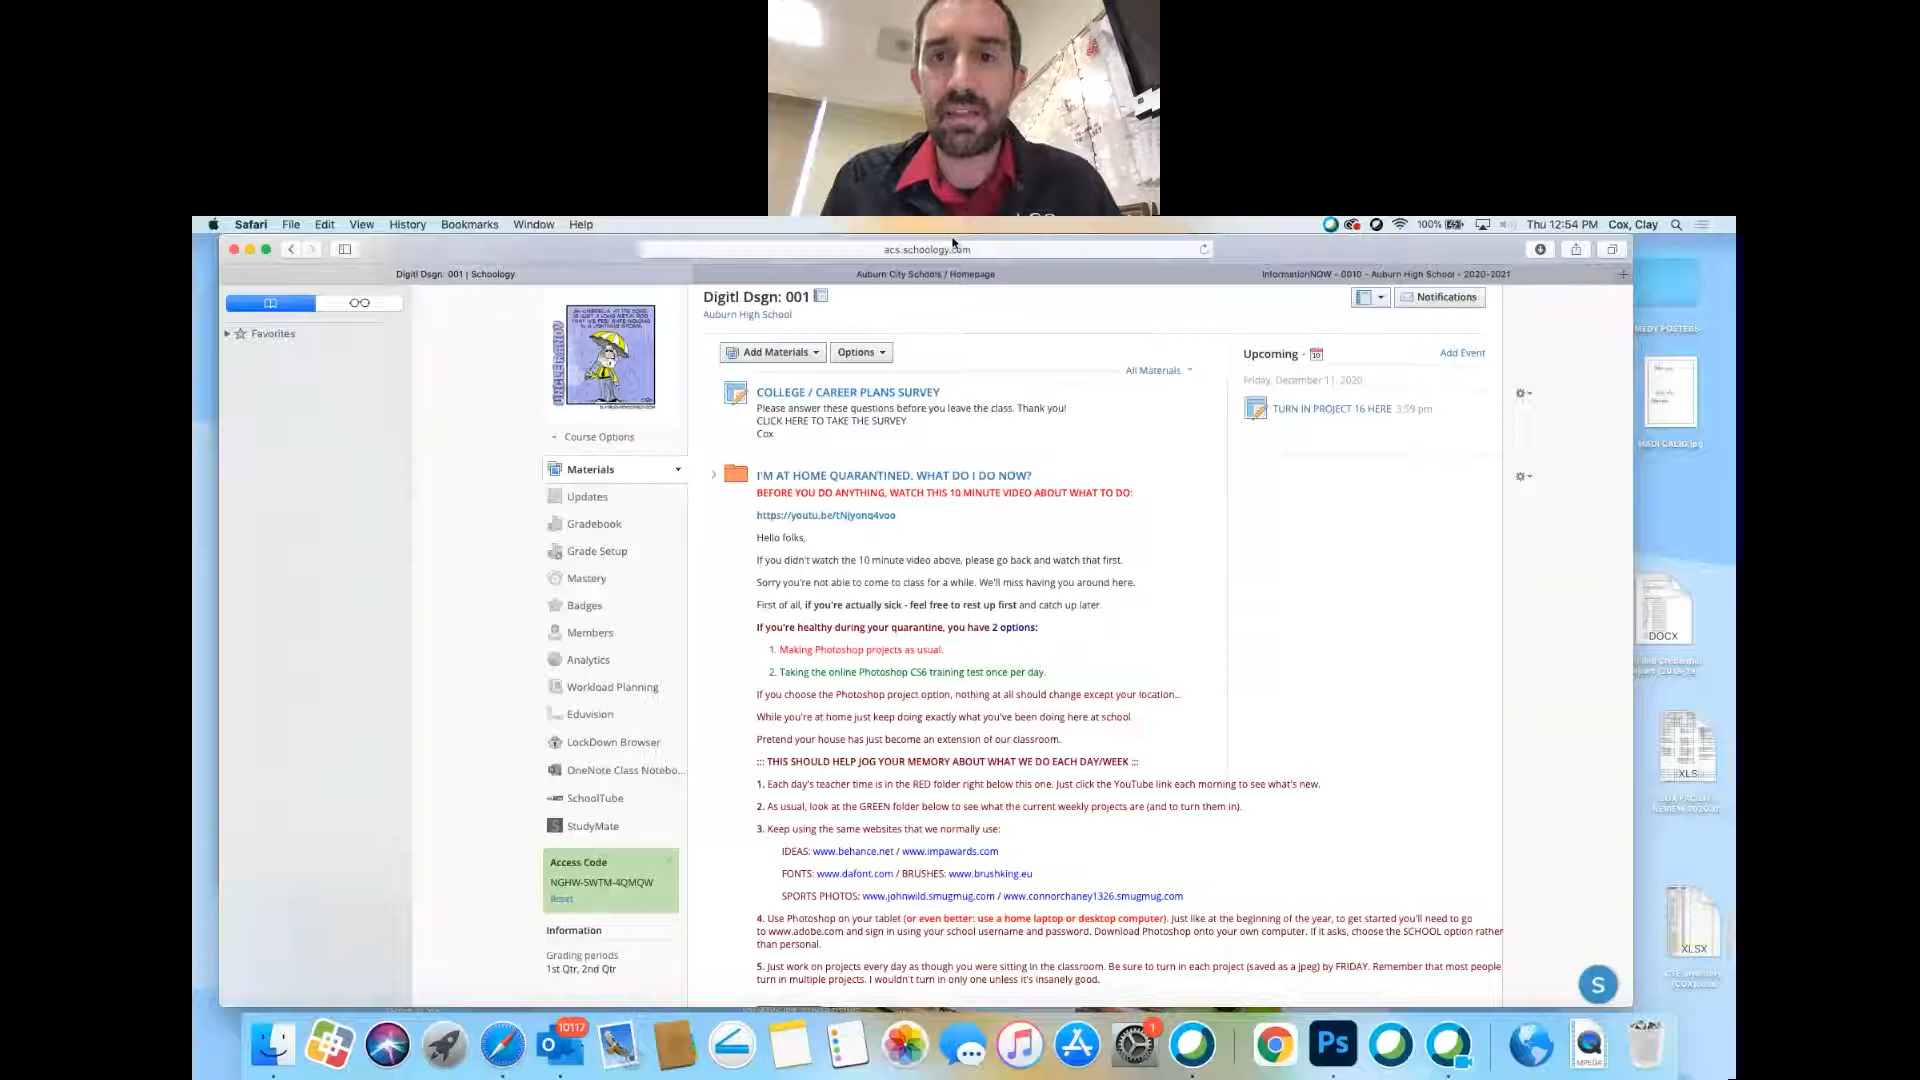 Safari File Edit View History Bookmarks Window Help
100% Thu 12:54 PM Cox, Clay
acs.schoology.com
Digitl Dsgn: 001 | Schoology
Auburn City Schools / Homepage
InformationNOW - 0010 - Auburn High School - 2020-2021
Favorites
UNCLE RANDY
Course Options
Materials
Updates
Gradebook
Grade Setup
Mastery
Badges
Members
Analytics
Workload Planning
Eduvision
LockDown Browser
OneNote Class Notebo...
SchoolTube
StudyMate
Access Code
NGHW-5WTM-4QMQW
Reset
Information
Grading periods
1st Qtr, 2nd Qtr
Digitl Dsgn: 001
Auburn High School
Notifications
Add Materials
Options
All Materials
COLLEGE / CAREER PLANS SURVEY
Please answer these questions before you leave the class. Thank you!
CLICK HERE TO TAKE THE SURVEY
Cox
I'M AT HOME QUARANTINED. WHAT DO I DO NOW?
BEFORE YOU DO ANYTHING, WATCH THIS 10 MINUTE VIDEO ABOUT WHAT TO DO:
https://youtu.be/tNjyonq4voo
Hello folks,
If you didn't watch the 10 minute video above, please go back and watch that first.
Sorry you're not able to come to class for a while. We'll miss having you around here.
First of all, if you're actually sick - feel free to rest up first and catch up later.
If you're healthy during your quarantine, you have 2 options:
1. Making Photoshop projects as usual.
2. Taking the online Photoshop CS6 training test once per day.
If you choose the Photoshop project option, nothing at all should change except your location...
While you're at home just keep doing exactly what you've been doing here at school.
Pretend your house has just become an extension of our classroom.
::: THIS SHOULD HELP JOG YOUR MEMORY ABOUT WHAT WE DO EACH DAY/WEEK :::
1. Each day's teacher time is in the RED folder right below this one. Just click the YouTube link each morning to see what's new.
2. As usual, look at the GREEN folder below to see what the current weekly projects are (and to turn them in).
3. Keep using the same websites that we normally use:
IDEAS: www.behance.net / www.impawards.com
FONTS: www.dafont.com / BRUSHES: www.brushking.eu
SPORTS PHOTOS: www.johnwild.smugmug.com / www.connorchaney1326.smugmug.com
4. Use Photoshop on your tablet (or even better: use a home laptop or desktop computer). Just like at the beginning of the year, to get started you'll need to go
to www.adobe.com and sign in using your school username and password. Download Photoshop onto your own computer. If it asks, choose the SCHOOL option rather
than personal.
5. Just work on projects every day as though you were sitting in the classroom. Be sure to turn in each project (saved as a jpeg) by FRIDAY. Remember that most people
turn in multiple projects. I wouldn't turn in only one unless it's insanely good.
Upcoming
10
Add Event
Friday, December 11, 2020
TURN IN PROJECT 16 HERE 3:59 pm
S
DOCX
XLS
XLSX
10117
1
Ps
MPEG4